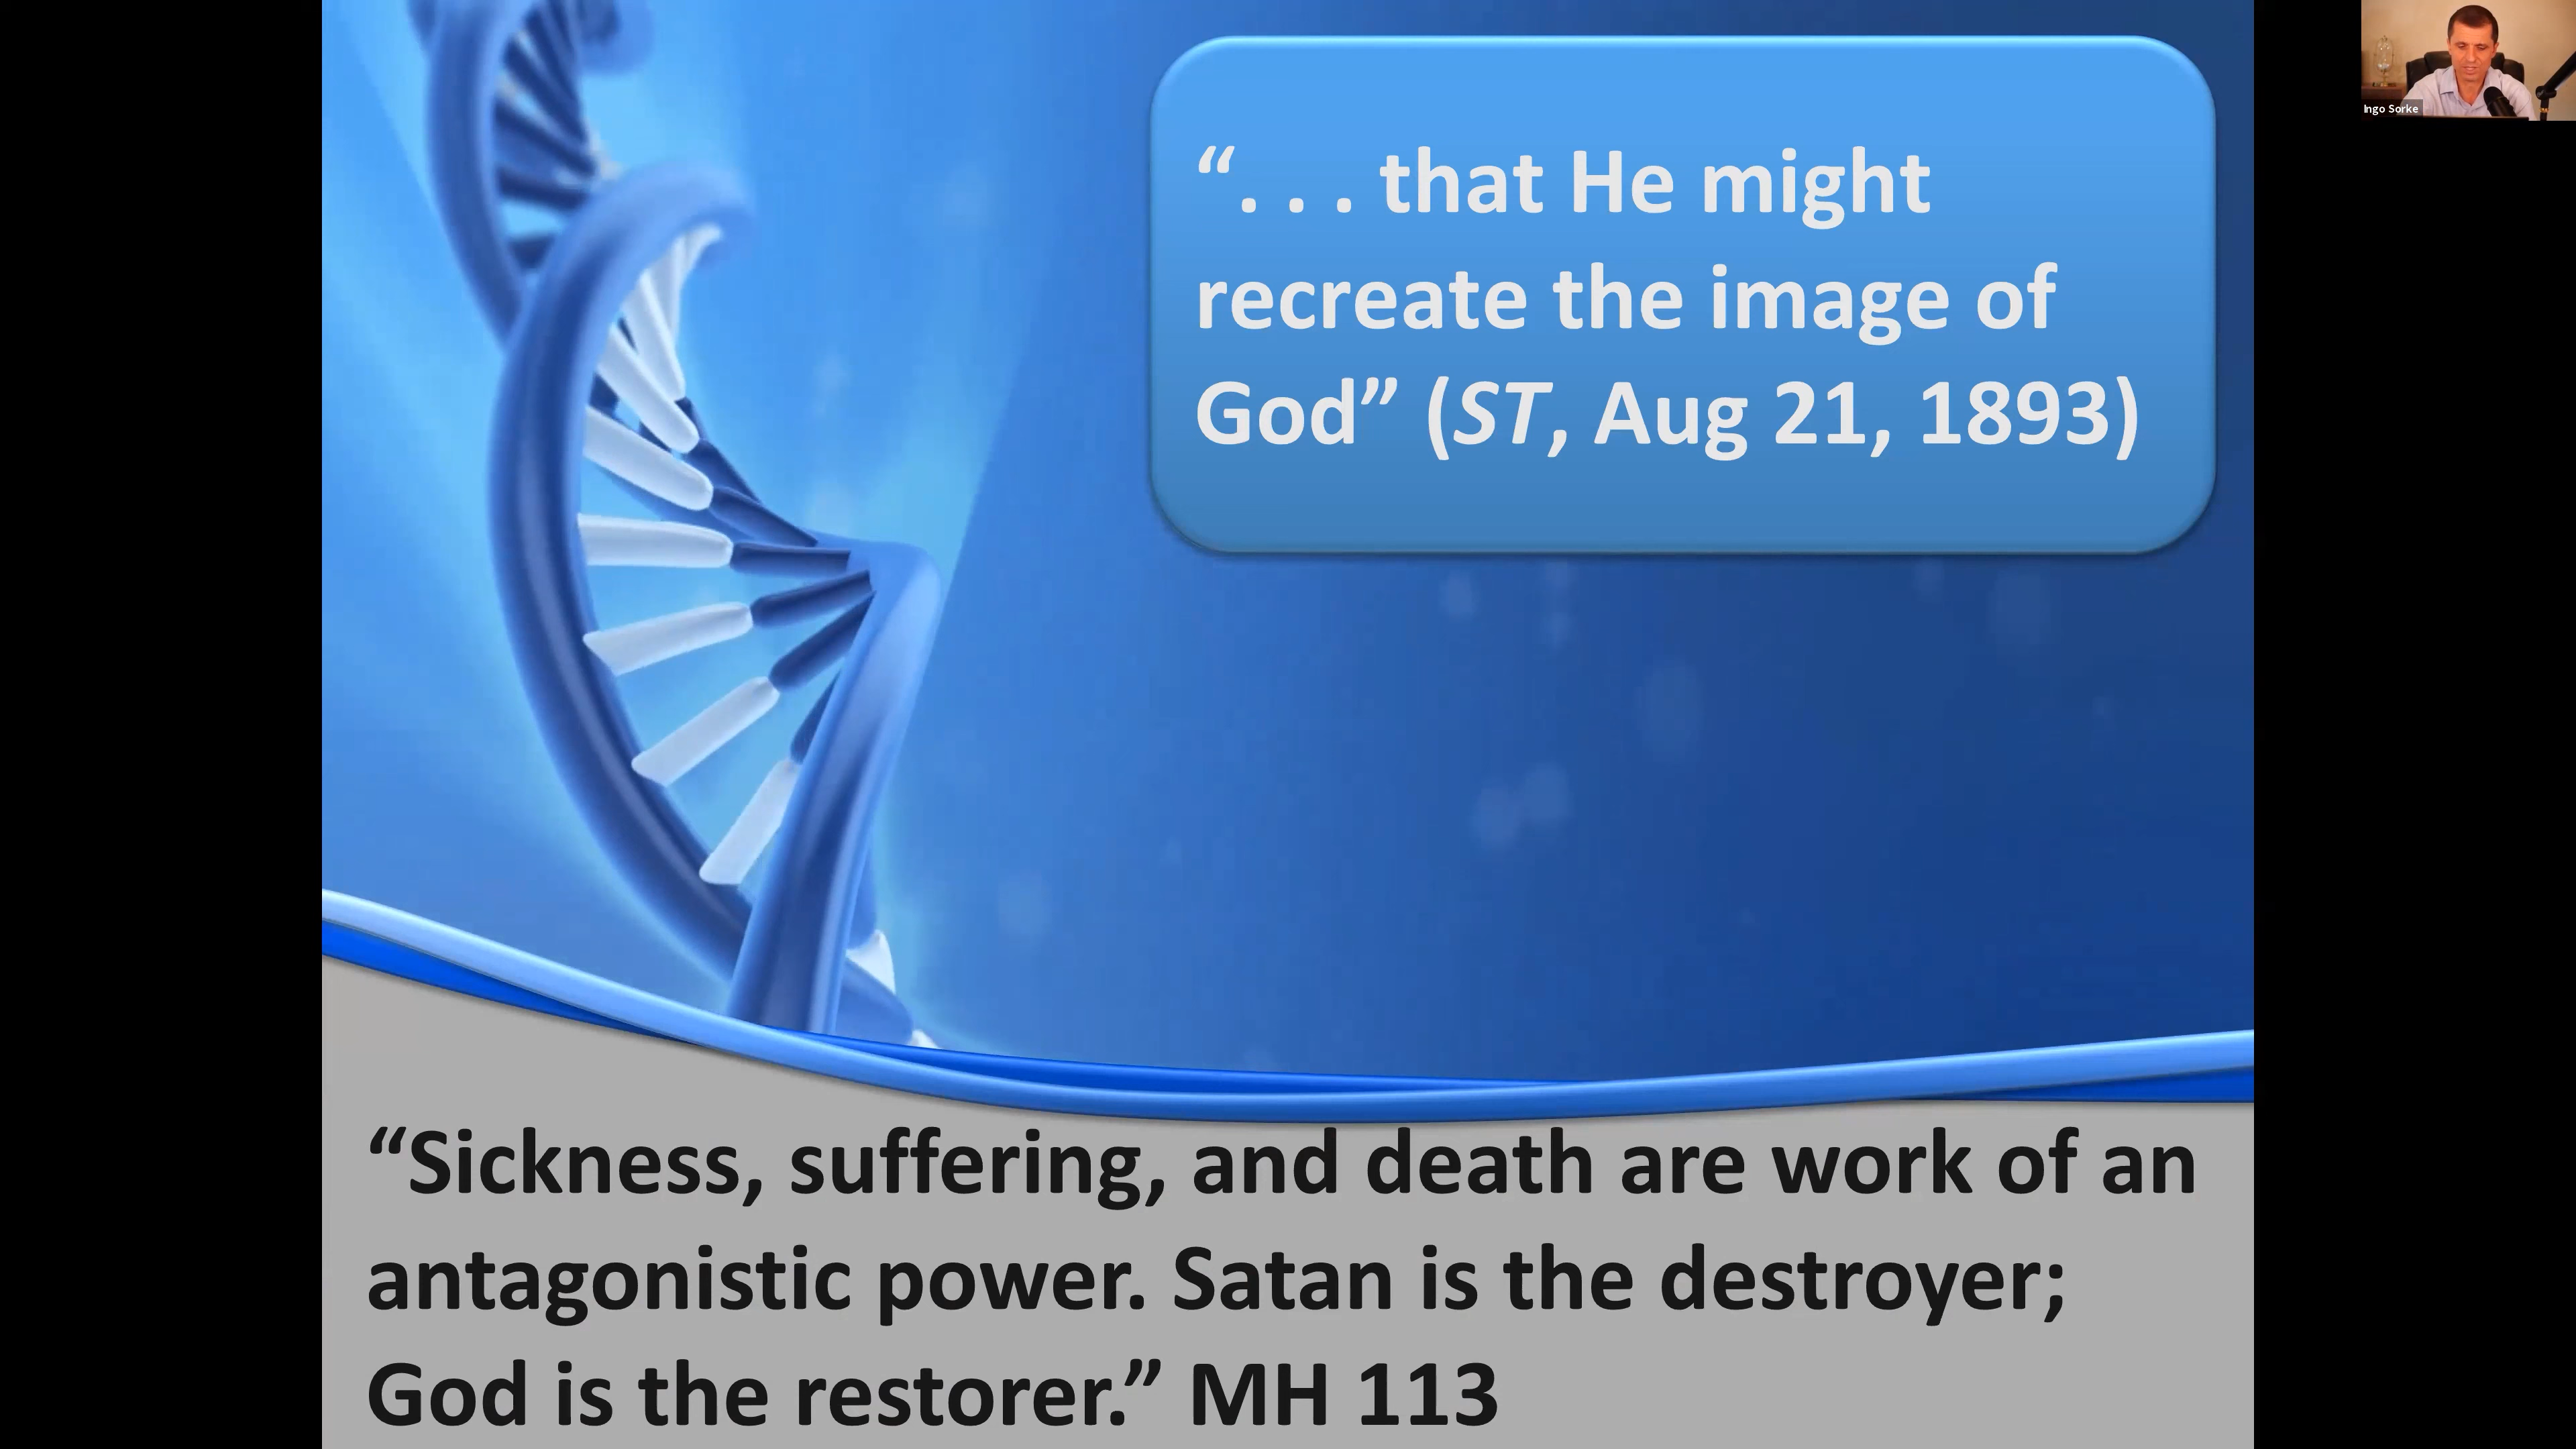 “. . . that He might
recreate the image of
God” (ST, Aug 21, 1893)
Ingo Sorke
“Sickness, suffering, and death are work of an
antagonistic power. Satan is the destroyer;
God is the restorer.” MH 113